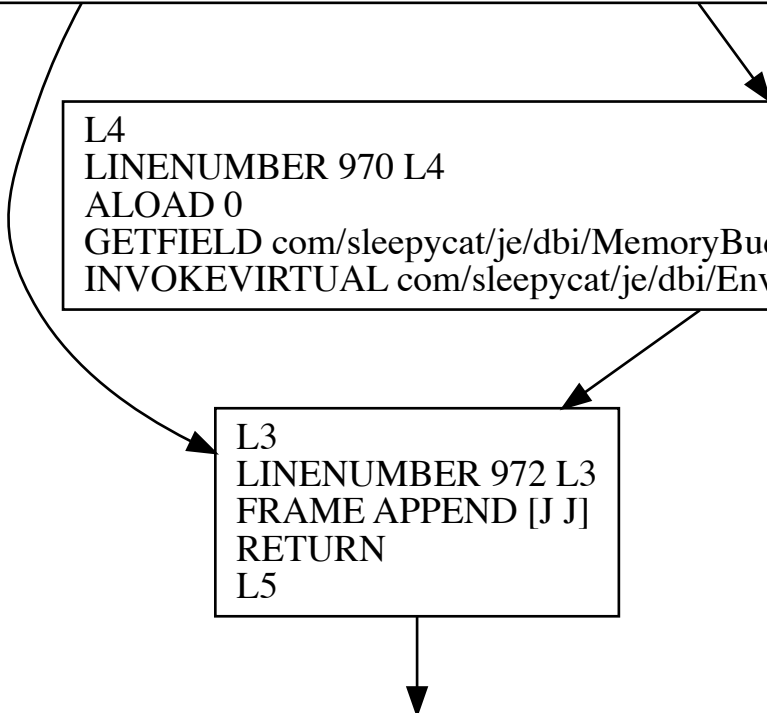 L4
LINENUMBER 970 L4
ALOAD 0
GETFIELD com/sleepycat/je/dbi/MemoryBu
INVOKEVIRTUAL com/sleepycat/je/dbi/Env
L3
LINENUMBER 972 L3
FRAME APPEND [J J]
RETURN
L5